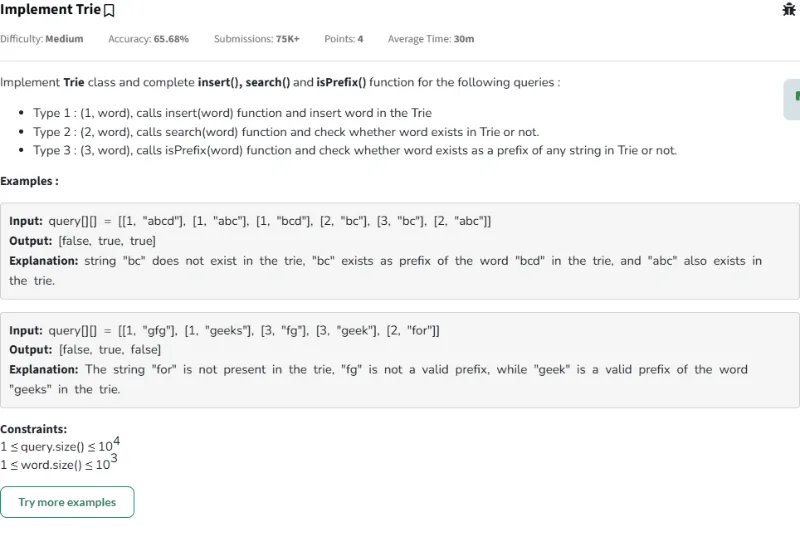 Implement Trie
Difficulty: Medium Accuracy: 65.68% Submissions: 75K+ Points: 4 Average Time: 30m
Implement Trie class and complete insert(), search() and isPrefix() function for the following queries :
• Type 1 : (1, word), calls insert(word) function and insert word in the Trie
• Type 2 : (2, word), calls search(word) function and check whether word exists in Trie or not.
• Type 3 : (3, word), calls isPrefix(word) function and check whether word exists as a prefix of any string in Trie or not.
Examples :
Input: query[][] = [[1, "abcd"], [1, "abc"], [1, "bcd"], [2, "bc"], [3, "bc"], [2, "abc"]]
Output: [false, true, true]
Explanation: string "bc" does not exist in the trie, "bc" exists as prefix of the word "bcd" in the trie, and "abc" also exists in
the trie.
Input: query[][] = [[1, "gfg"], [1, "geeks"], [3, "fg"], [3, "geek"], [2, "for"]]
Output: [false, true, false]
Explanation: The string "for" is not present in the trie, "fg" is not a valid prefix, while "geek" is a valid prefix of the word
"geeks" in the trie.
Constraints:
1 ≤ query.size() ≤ 10^4
1 ≤ word.size() ≤ 10^3
Try more examples